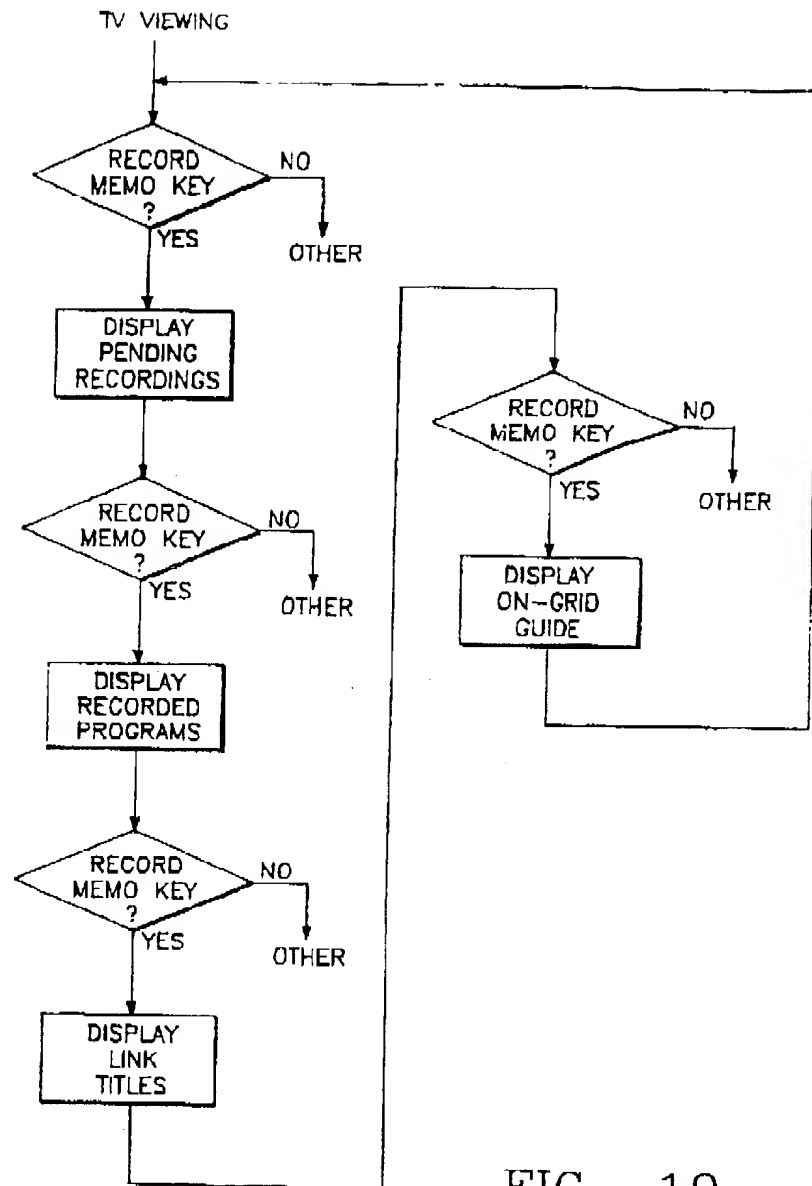 TV VIEWING
RECORD
MEMO KEY
?
NO
YES
OTHER
DISPLAY
PENDING
RECORDINGS
RECORD
MEMO KEY
?
NO
YES
OTHER
DISPLAY
RECORDED
PROGRAMS
RECORD
MEMO KEY
?
NO
YES
OTHER
DISPLAY
LINK
TITLES
RECORD
MEMO KEY
?
NO
YES
OTHER
DISPLAY
ON-GRID
GUIDE
FIG. 19